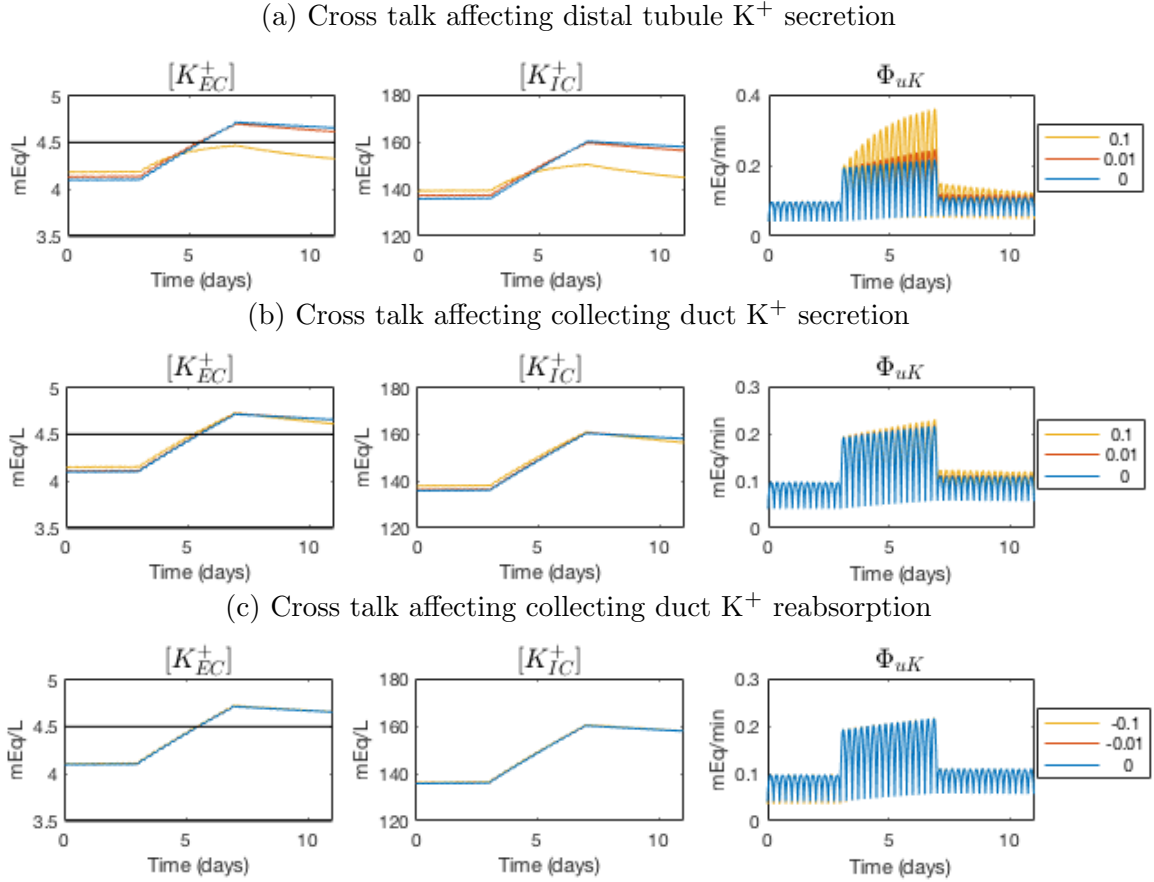 (a) Cross talk affecting distal tubule K+ secretion
[K+EC]
mEq/L
5
4.5
4
3.5
0 5 10
Time (days)
[K+IC]
mEq/L
180
160
140
120
0 5 10
Time (days)
ΦuK
mEq/min
0.4
0.2
0
0 5 10
Time (days)
0.1
0.01
0
(b) Cross talk affecting collecting duct K+ secretion
[K+EC]
mEq/L
5
4.5
4
3.5
0 5 10
Time (days)
[K+IC]
mEq/L
180
160
140
120
0 5 10
Time (days)
ΦuK
mEq/min
0.3
0.2
0.1
0
0 5 10
Time (days)
0.1
0.01
0
(c) Cross talk affecting collecting duct K+ reabsorption
[K+EC]
mEq/L
5
4.5
4
3.5
0 5 10
Time (days)
[K+IC]
mEq/L
180
160
140
120
0 5 10
Time (days)
ΦuK
mEq/min
0.3
0.2
0.1
0
0 5 10
Time (days)
-0.1
-0.01
0